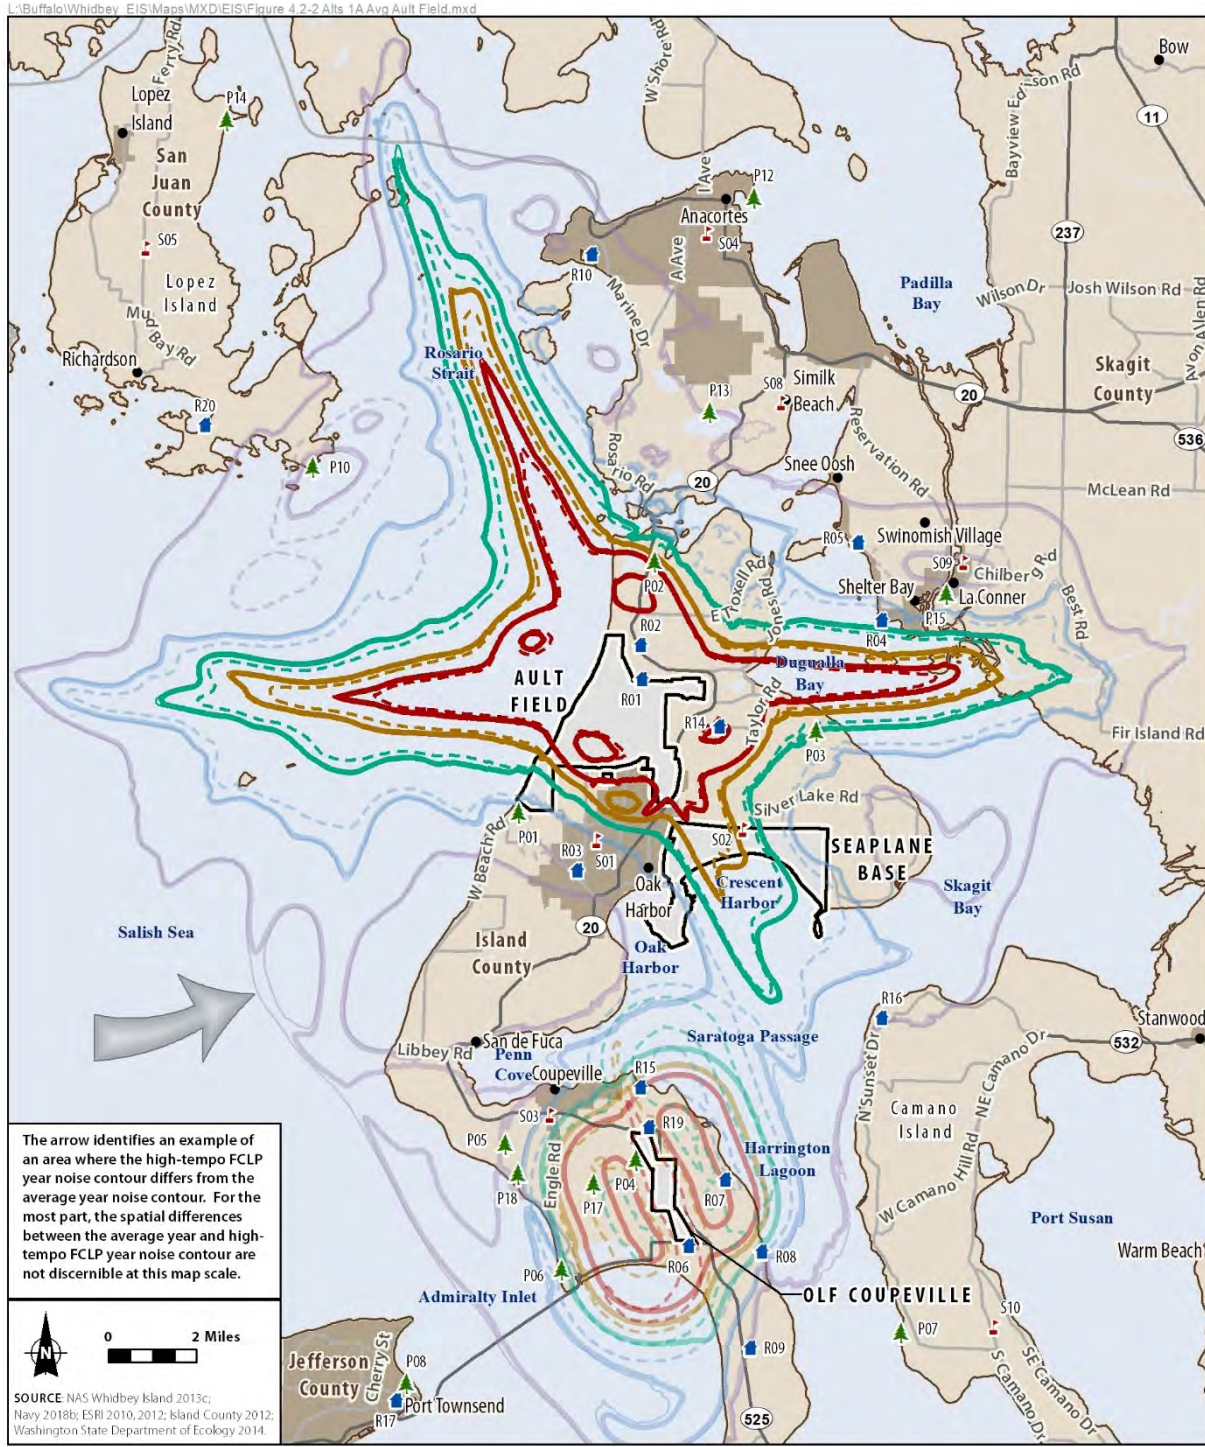 L:\Buffalo\Whidbey_EIS\Maps\MXD\EIS\Figure 4.2-2 Alts 1A Avg Ault Field.mxd
Ferry Rd
W Shore Rd
Bow
Bayview Edison Rd
Lopez
Island
P14
11
San
Juan
County
I Ave
P12
Anacortes
S05
S04
237
R10
A Ave
Lopez
Island
Marine Dr
Padilla
Bay
Wilson Dr
Josh Wilson Rd
Avon Allen Rd
Mud Bay Rd
Richardson
Rosario
Strait
Skagit
County
S08
Similk
Beach
P13
20
R20
Reservation Rd
536
P10
Rosario Rd
Snee Oosh
20
McLean Rd
Swinomish Village
R05
S09
Chilberg Rd
E Troxell Rd
P02
Jones Rd
Shelter Bay
La Conner
Best Rd
P15
R02
R04
Dugualla
Bay
AULT
FIELD
R01
Taylor Rd
R14
P03
Fir Island Rd
Silver Lake Rd
P01
W Beach Rd
R03
S01
S02
SEAPLANE
BASE
Oak
Harbor
Crescent
Harbor
Skagit
Bay
20
Salish Sea
Island
County
Oak
Harbor
R16
Stanwood
Saratoga Passage
Libbey Rd
San de Fuca
532
Penn
Cove
Coupeville
R15
N Sunset Dr
NE Camano Dr
S03
R19
Camano
Island
P05
Engle Rd
Harrington
Lagoon
P18
P17
P04
R07
W Camano Hill Rd
Port Susan
The arrow identifies an example of
an area where the high-tempo FCLP
year noise contour differs from the
average year noise contour. For the
most part, the spatial differences
between the average year and high-
tempo FCLP year noise contour are
not discernible at this map scale.
R06
R08
Warm Beach
P06
Admiralty Inlet
OLF COUPEVILLE
N
0 2 Miles
P07
S10
R09
Jefferson
County
Cherry St
P08
S Camano Dr
SE Camano Dr
R17
Port Townsend
525
SOURCE: NAS Whidbey Island 2013c;
Navy 2018b; ESRI 2010, 2012; Island County 2012;
Washington State Department of Ecology 2014.